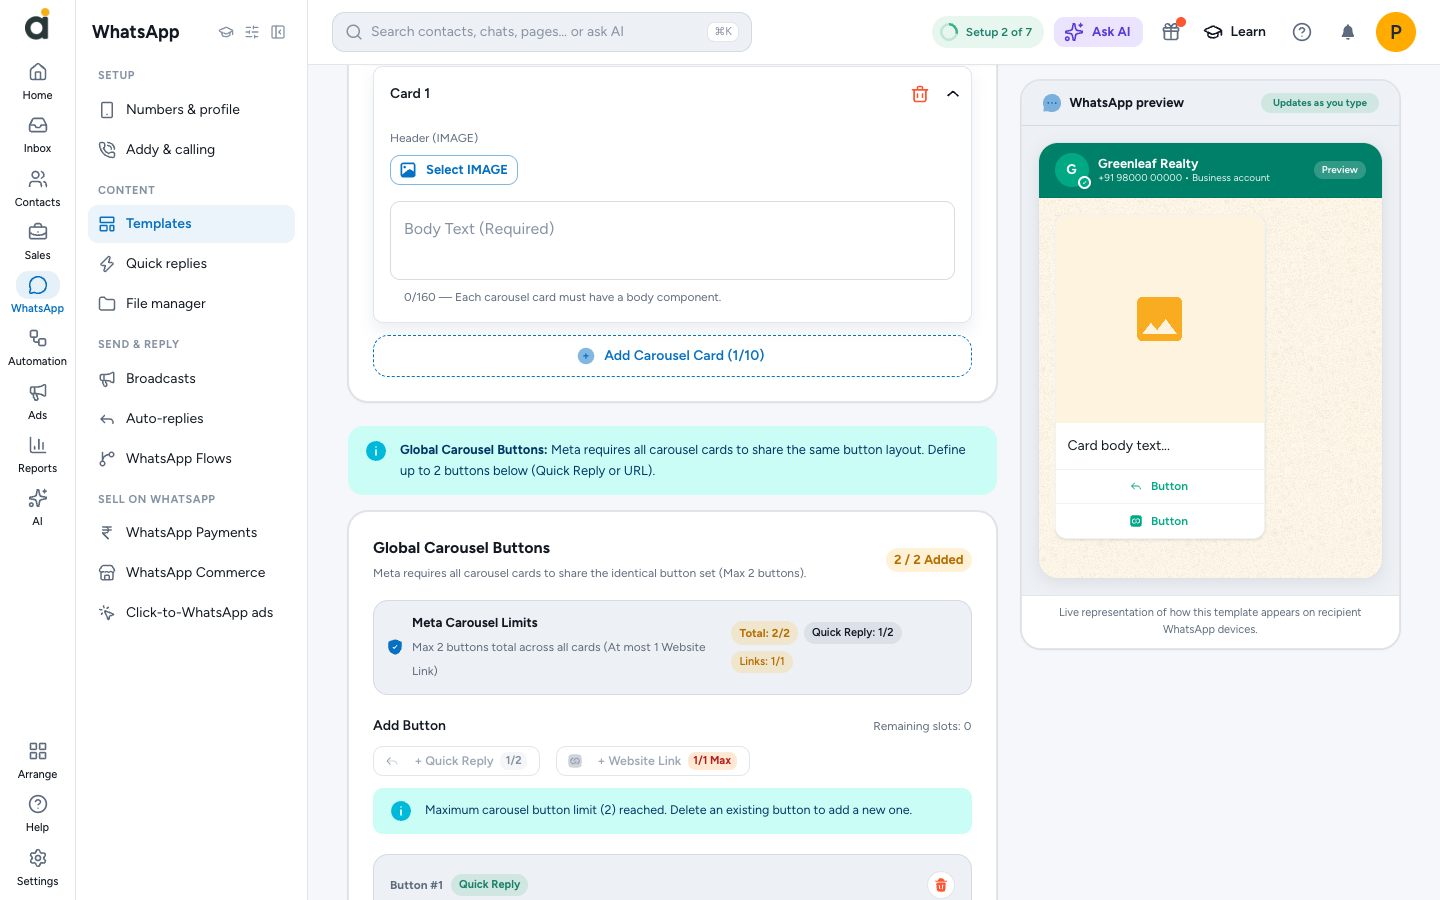 WhatsApp
Search contacts, chats, pages... or ask AI
⌘K
Setup 2 of 7
Ask AI
Learn
P
Home
Inbox
Contacts
Sales
WhatsApp
Automation
Ads
Reports
AI
Arrange
Help
Settings
SETUP
Numbers & profile
Addy & calling
CONTENT
Templates
Quick replies
File manager
SEND & REPLY
Broadcasts
Auto-replies
WhatsApp Flows
SELL ON WHATSAPP
WhatsApp Payments
WhatsApp Commerce
Click-to-WhatsApp ads
Card 1
Header (IMAGE)
Select IMAGE
Body Text (Required)
0/160 — Each carousel card must have a body component.
Add Carousel Card (1/10)
Global Carousel Buttons: Meta requires all carousel cards to share the same button layout. Define
up to 2 buttons below (Quick Reply or URL).
Global Carousel Buttons
Meta requires all carousel cards to share the identical button set (Max 2 buttons).
2 / 2 Added
Meta Carousel Limits
Max 2 buttons total across all cards (At most 1 Website
Link)
Total: 2/2
Quick Reply: 1/2
Links: 1/1
Add Button
Remaining slots: 0
+ Quick Reply 1/2
+ Website Link 1/1 Max
Maximum carousel button limit (2) reached. Delete an existing button to add a new one.
Button #1 Quick Reply
WhatsApp preview
Updates as you type
G
Greenleaf Realty
+91 98000 00000 • Business account
Preview
Card body text...
Button
Button
Live representation of how this template appears on recipient
WhatsApp devices.